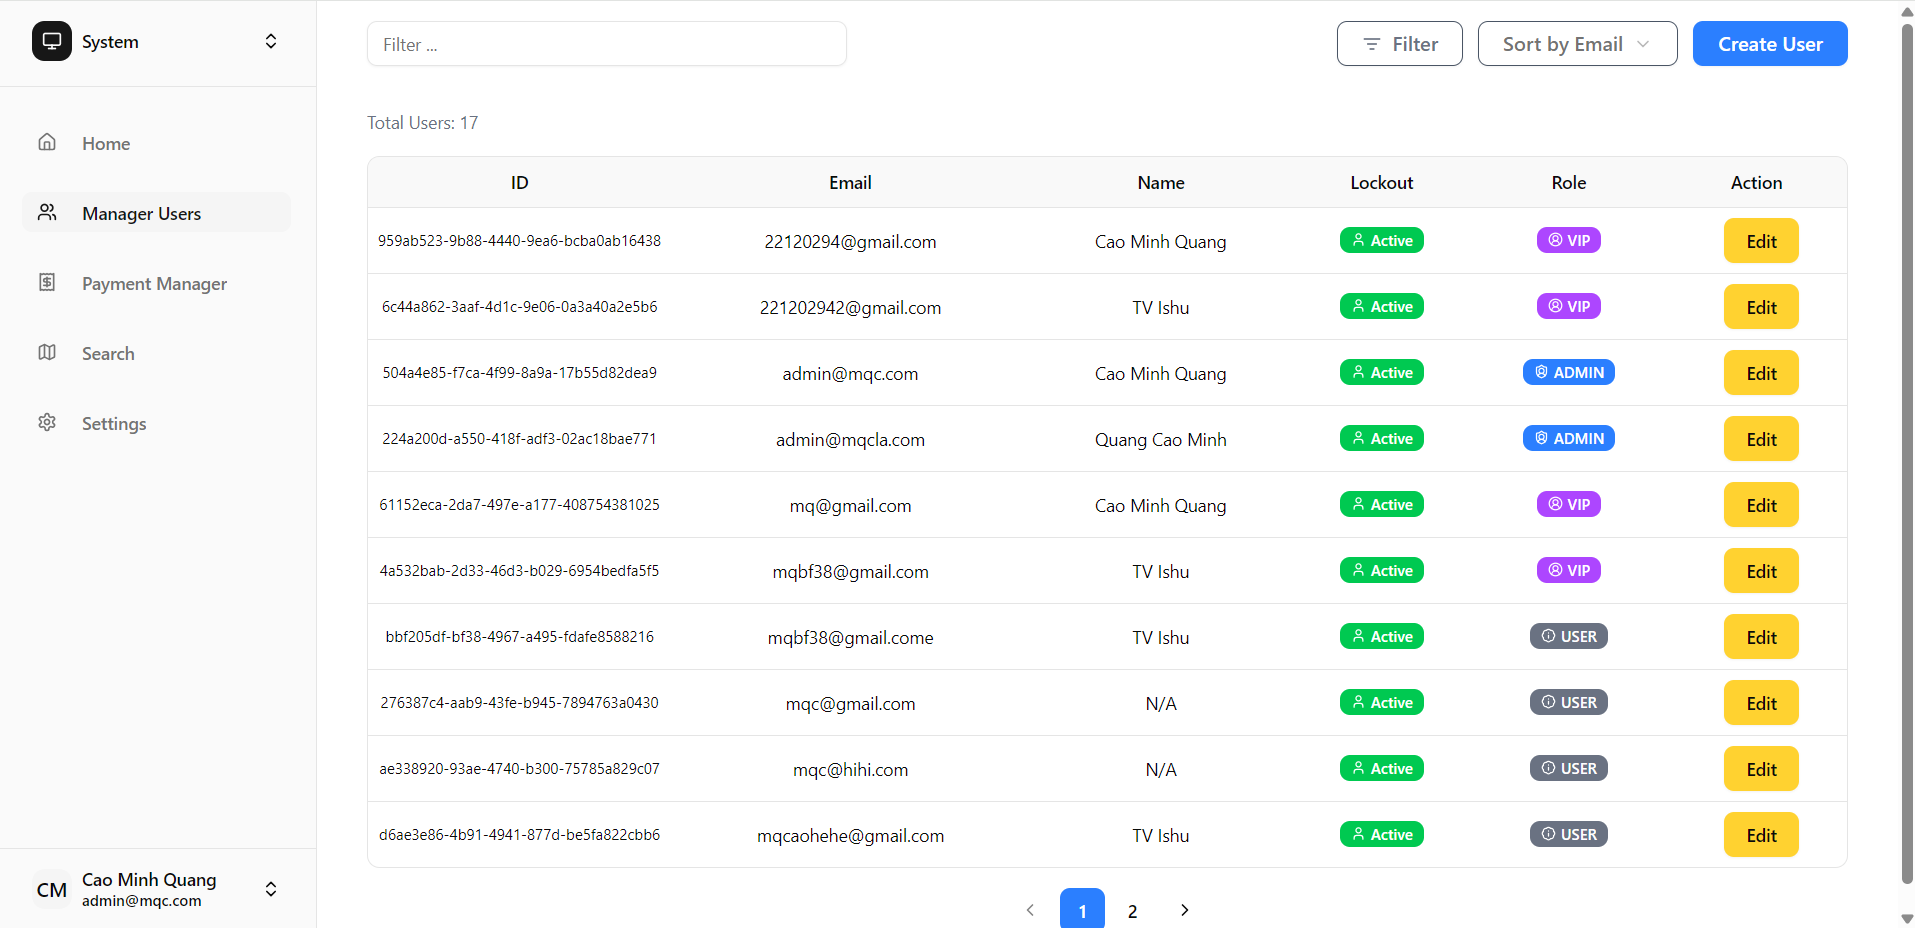 System
Filter ...
Filter
Sort by Email
Create User
Home
Manager Users
Payment Manager
Search
Settings
Total Users: 17
ID Email Name Lockout Role Action
959ab523-9b88-4440-9ea6-bcba0ab16438 22120294@gmail.com Cao Minh Quang Active VIP Edit
6c44a862-3aaf-4d1c-9e06-0a3a40a2e5b6 221202942@gmail.com TV Ishu Active VIP Edit
504a4e85-f7ca-4f99-8a9a-17b55d82dea9 admin@mqc.com Cao Minh Quang Active ADMIN Edit
224a200d-a550-418f-adf3-02ac18bae771 admin@mqcla.com Quang Cao Minh Active ADMIN Edit
61152eca-2da7-497e-a177-408754381025 mq@gmail.com Cao Minh Quang Active VIP Edit
4a532bab-2d33-46d3-b029-6954bedfa5f5 mqbf38@gmail.com TV Ishu Active VIP Edit
bbf205df-bf38-4967-a495-fdafe8588216 mqbf38@gmail.come TV Ishu Active USER Edit
276387c4-aab9-43fe-b945-7894763a0430 mqc@gmail.com N/A Active USER Edit
ae338920-93ae-4740-b300-75785a829c07 mqc@hihi.com N/A Active USER Edit
d6ae3e86-4b91-4941-877d-be5fa822cbb6 mqcaohehe@gmail.com TV Ishu Active USER Edit
1 2
CM
Cao Minh Quang
admin@mqc.com